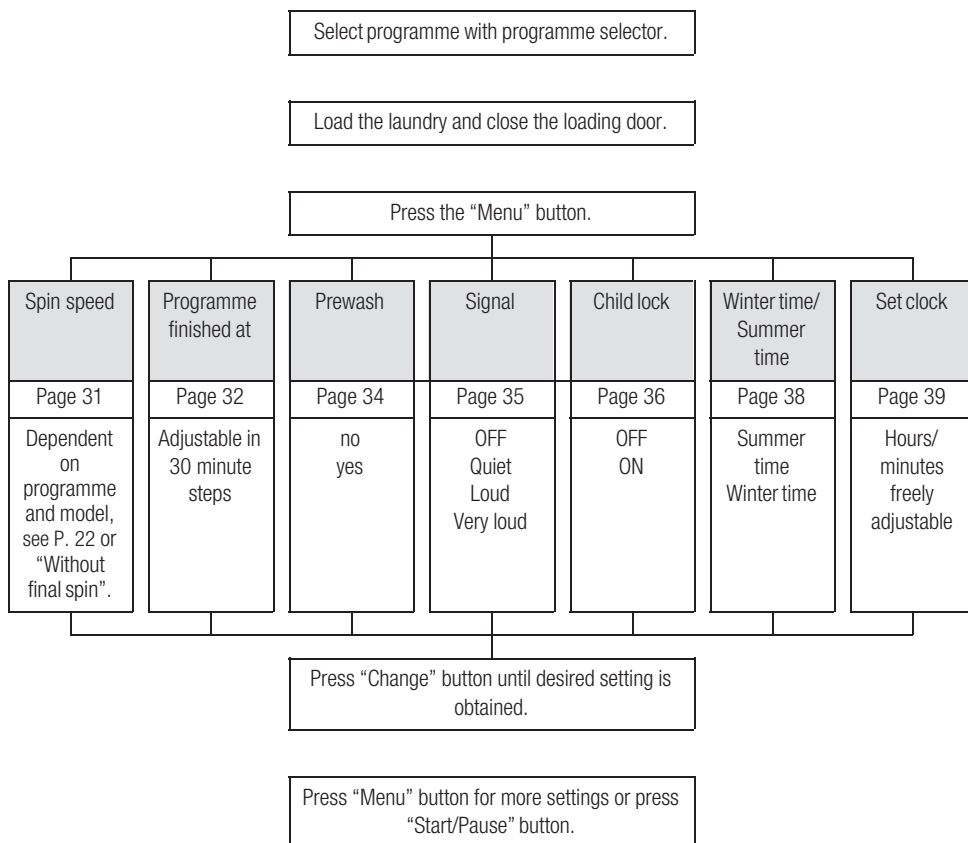 Select programme with programme selector.
Load the laundry and close the loading door.
Press the “Menu” button.
Spin speed
Page 31
Dependent
on
programme
and model,
see P. 22 or
“Without
final spin”.
Programme
finished at
Page 32
Adjustable in
30 minute
steps
Prewash
Page 34
no
yes
Signal
Page 35
OFF
Quiet
Loud
Very loud
Child lock
Page 36
OFF
ON
Winter time/
Summer
time
Page 38
Summer
time
Winter time
Set clock
Page 39
Hours/
minutes
freely
adjustable
Press “Change” button until desired setting is
obtained.
Press “Menu” button for more settings or press
“Start/Pause” button.